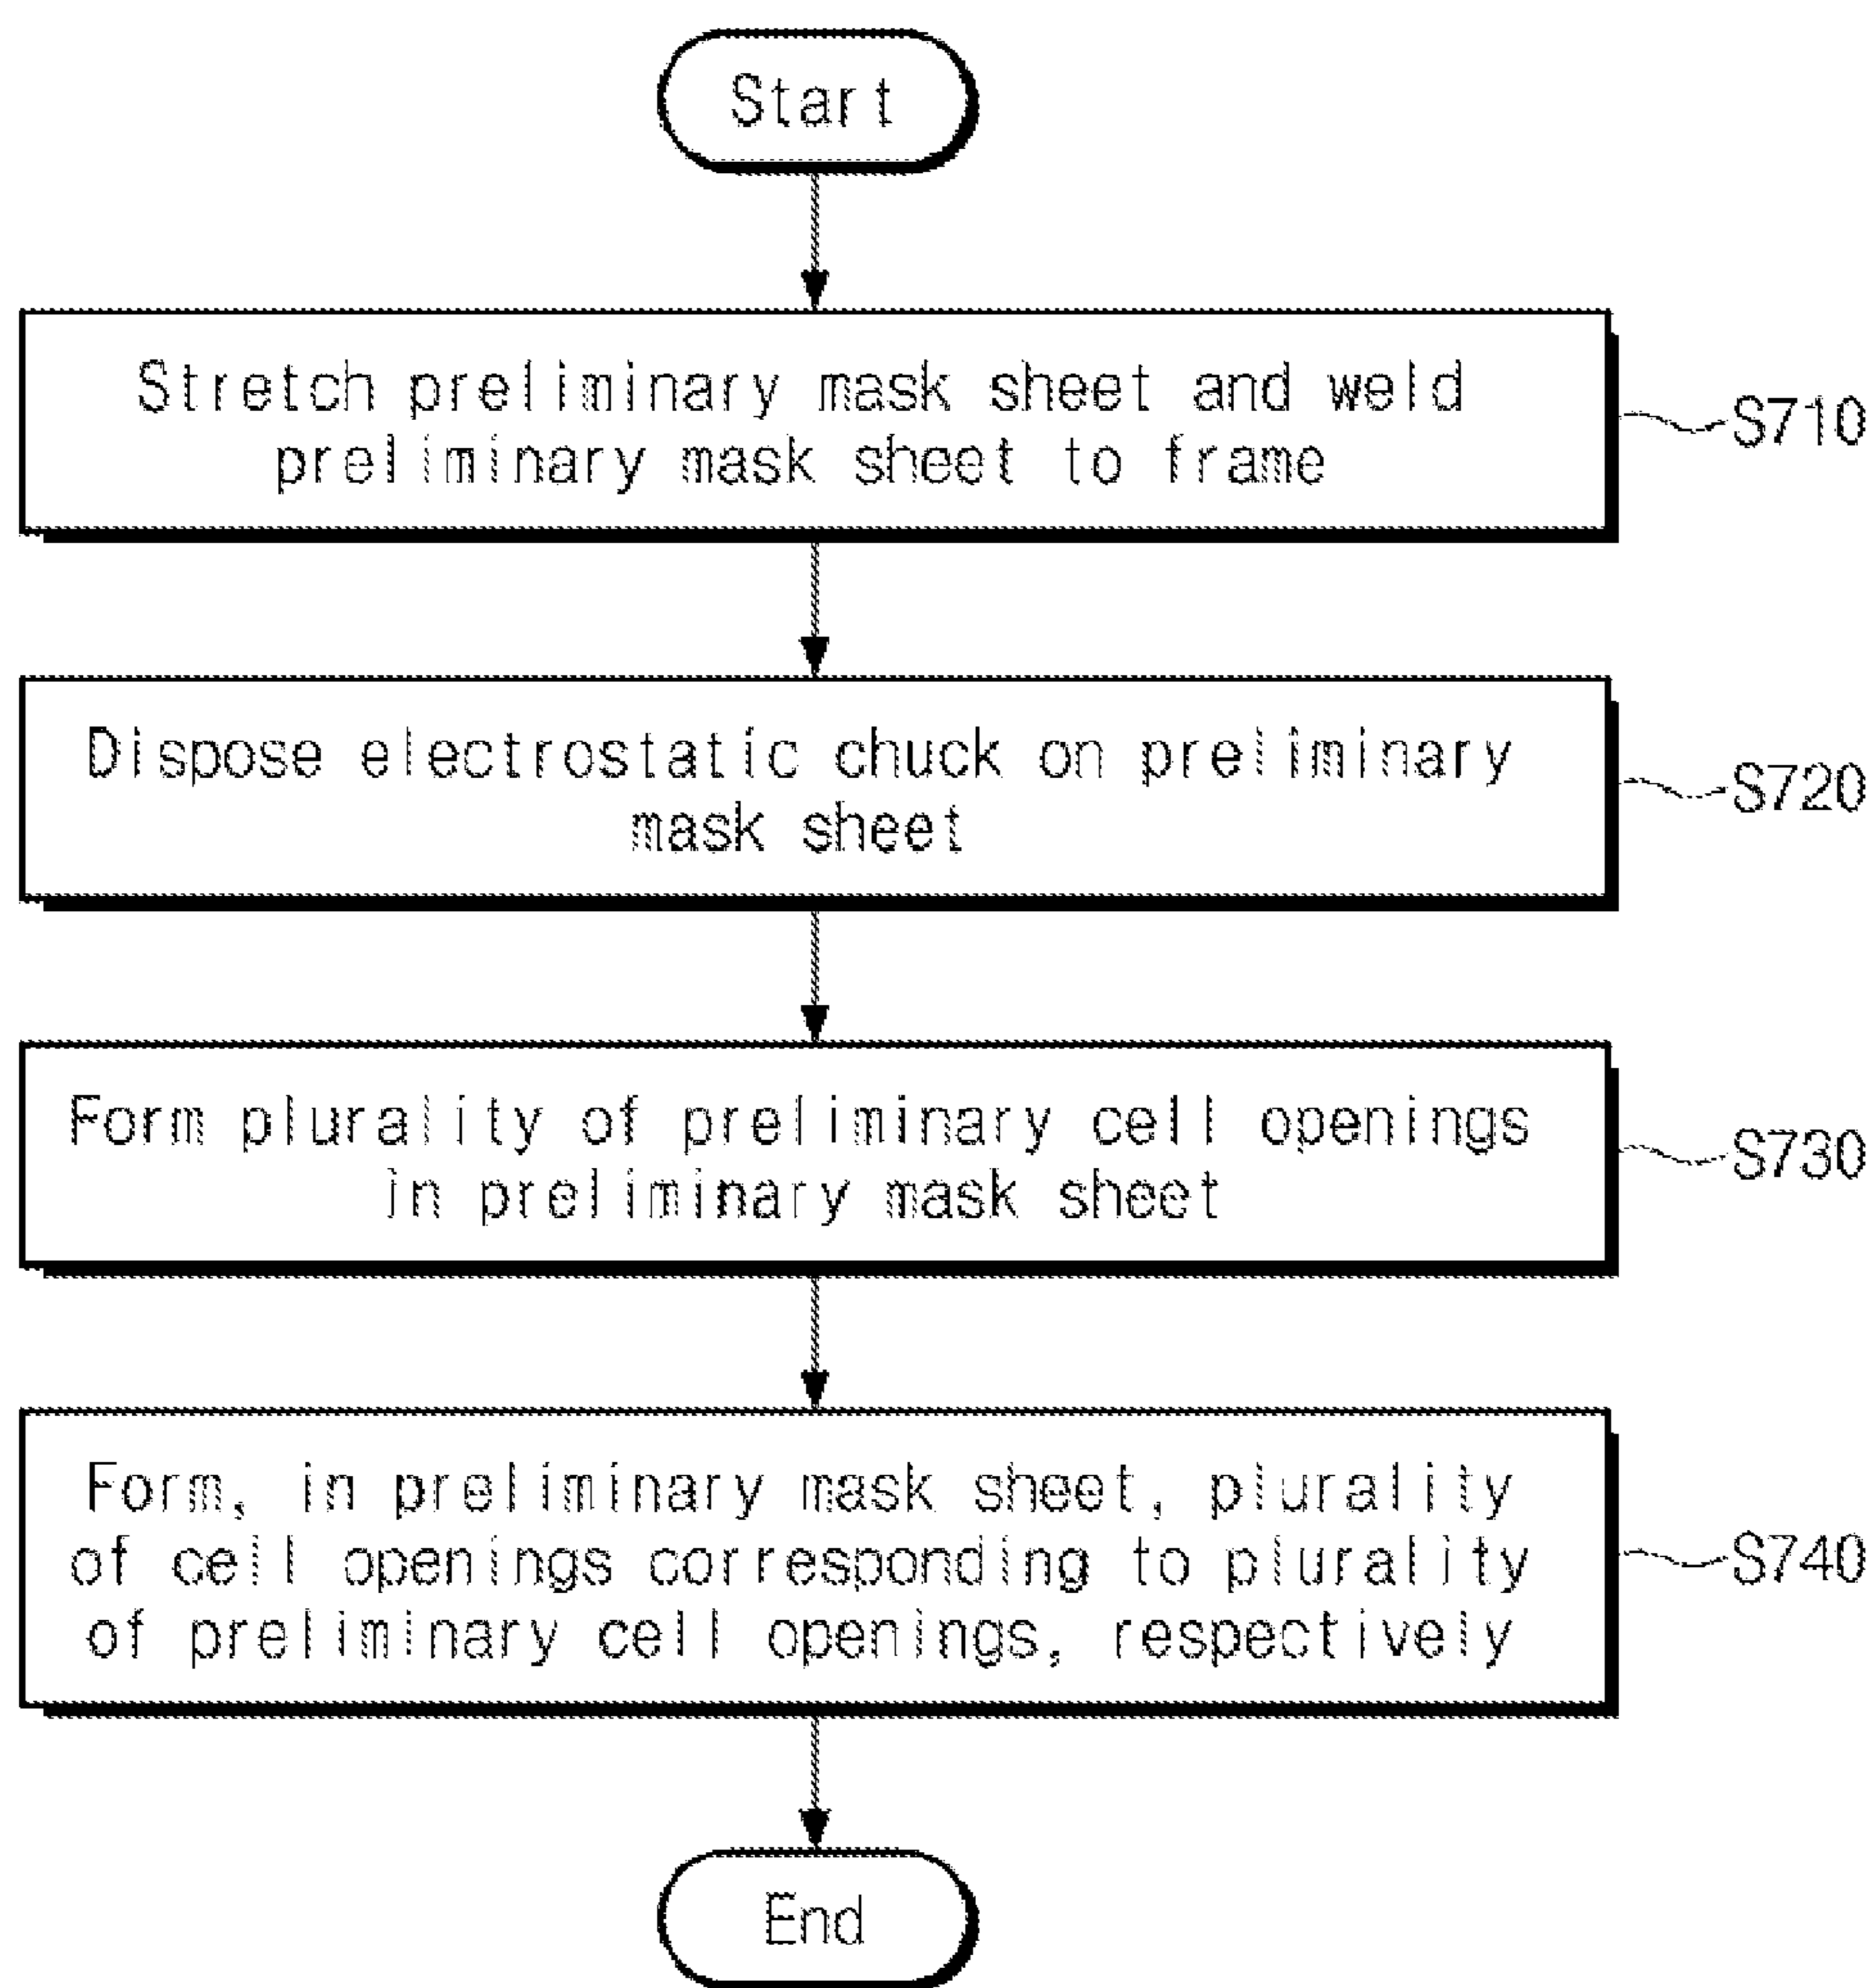 Start
Stretch preliminary mask sheet and weld
preliminary mask sheet to frame
S710
Dispose electrostatic chuck on preliminary
mask sheet
S720
Form plurality of preliminary cell openings
in preliminary mask sheet
S730
Form, in preliminary mask sheet, plurality
of cell openings corresponding to plurality
of preliminary cell openings, respectively
S740
End